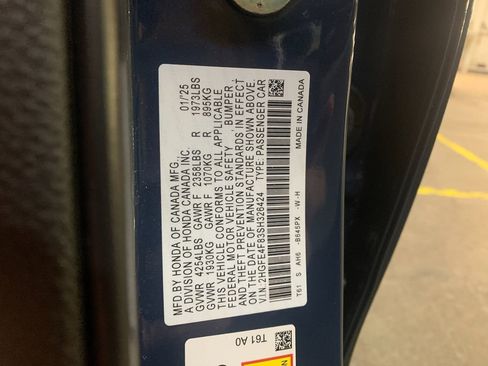 MFD. BY HONDA OF CANADA MFG., 01/'25
A DIVISION OF HONDA CANADA INC
GVWR 4254LBS GAWR F 2358LBS R 1973LBS
GVWR 1930KG GAWR F 1070KG R 895KG
THIS VEHICLE CONFORMS TO ALL APPLICABLE
FEDERAL MOTOR VEHICLE SAFETY, BUMPER,
AND THEFT PREVENTION STANDARDS IN EFFECT
ON THE DATE OF MANUFACTURE SHOWN ABOVE.
V.I.N: 2HGFE4F83SH326424 TYPE: PASSENGER CAR
T61 S AH6 -B645PX -W-H MADE IN CANADA
T61 A0